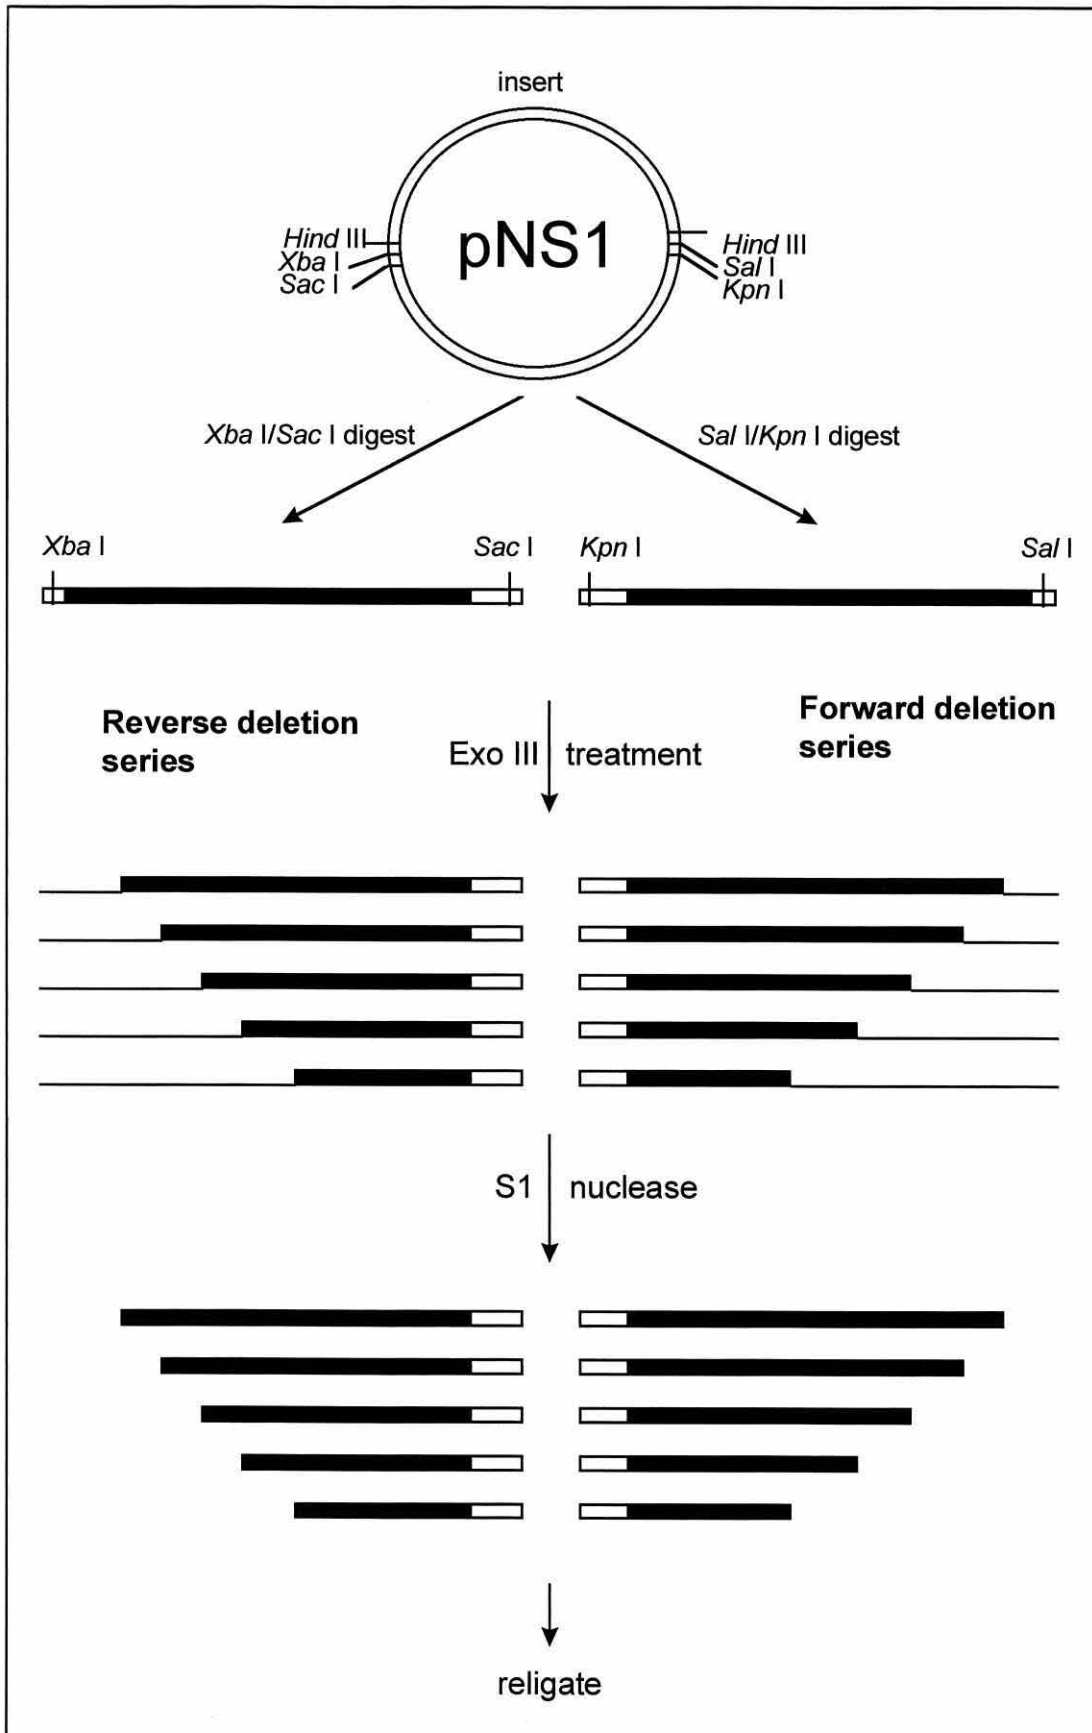 insert
pNS1
Hind III
Xba I
Sac I
Hind III
Sal I
Kpn I
Xba I/Sac I digest
Sal I/Kpn I digest
Xba I
Sac I
Kpn I
Sal I
Reverse deletion
series
Exo III treatment
Forward deletion
series
S1 nuclease
religate